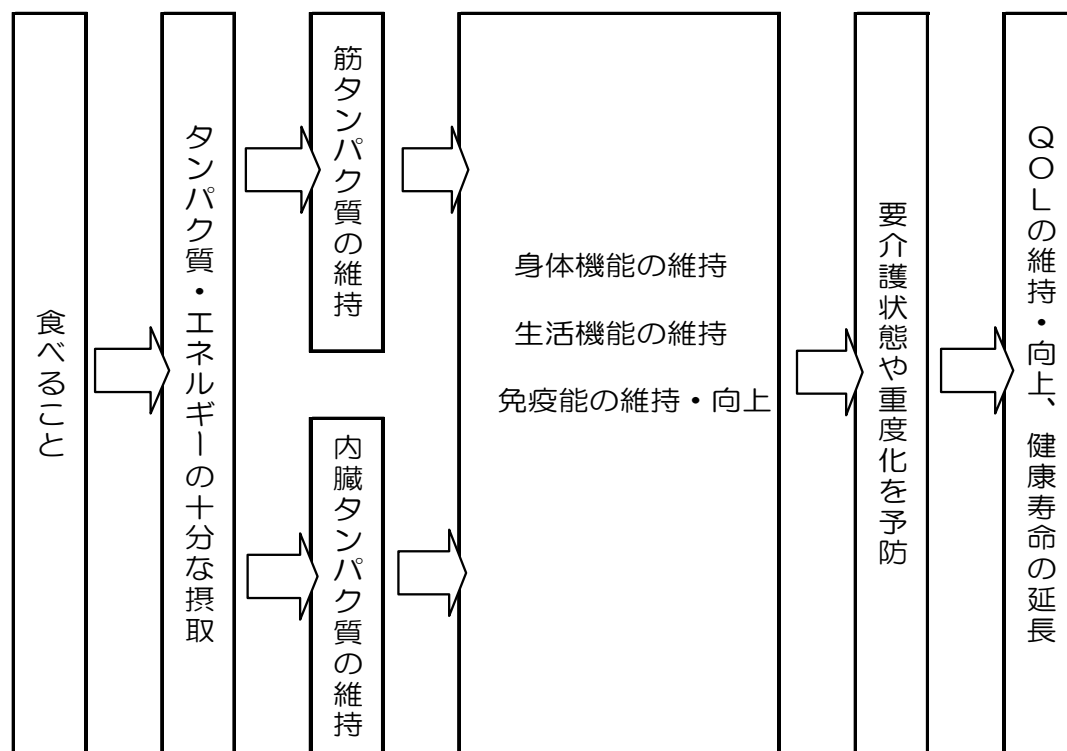 食べること
タンパク質・エネルギーの十分な摂取
筋タンパク質の維持
内臓タンパク質の維持
身体機能の維持
生活機能の維持
免疫能の維持・向上
要介護状態や重度化を予防
QOLの維持・向上、健康寿命の延長